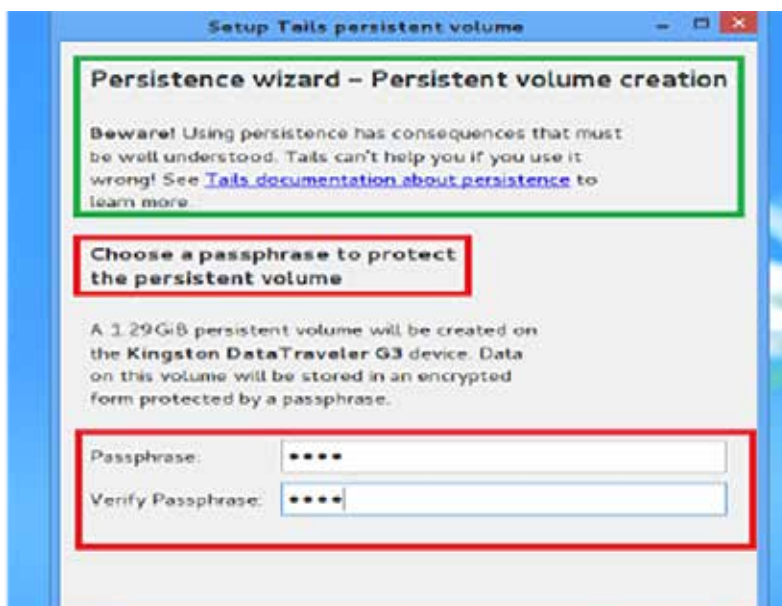 Setup Tails persistent volume
Persistence wizard – Persistent volume creation
Beware! Using persistence has consequences that must
be well understood. Tails can't help you if you use it
wrong! See Tails documentation about persistence to
learn more.
Choose a passphrase to protect
the persistent volume
A 1.29GiB persistent volume will be created on
the Kingston DataTraveler G3 device. Data
on this volume will be stored in an encrypted
form protected by a passphrase.
Passphrase: ••••
Verify Passphrase: ••••